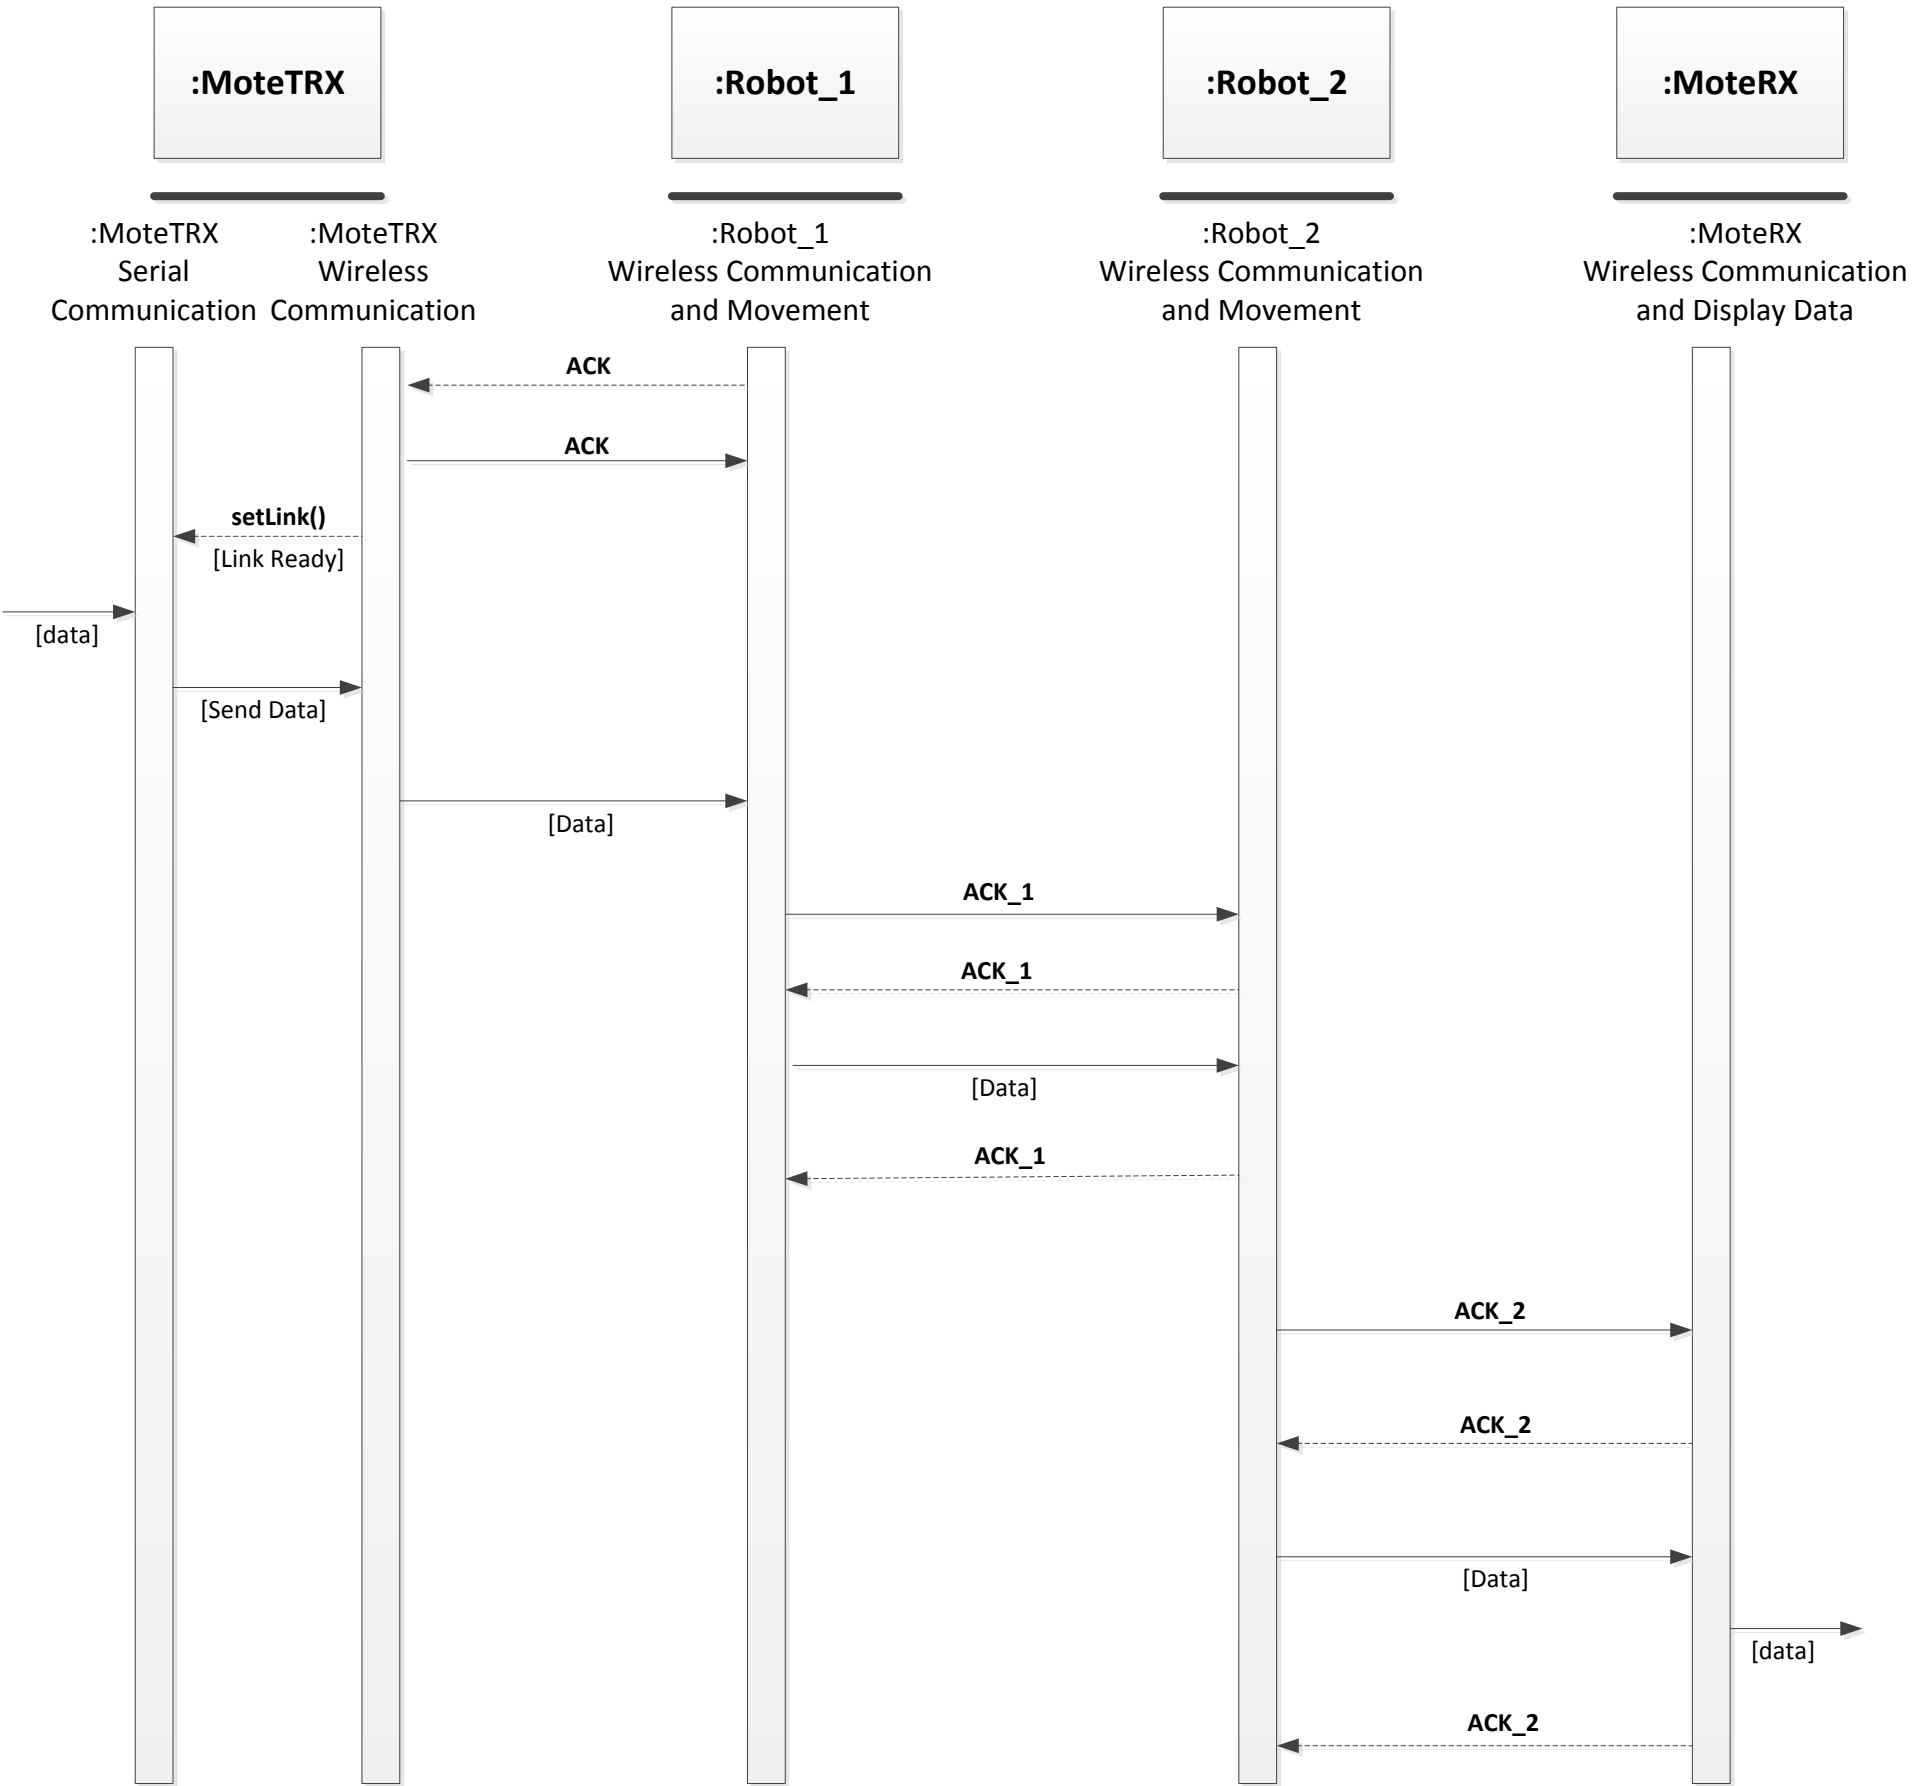 :MoteTRX
:Robot_1
:Robot_2
:MoteRX
:MoteTRX
Serial
Communication
:MoteTRX
Wireless
Communication
:Robot_1
Wireless Communication
and Movement
:Robot_2
Wireless Communication
and Movement
:MoteRX
Wireless Communication
and Display Data
ACK
ACK
setLink()
[Link Ready]
[data]
[Send Data]
[Data]
ACK_1
ACK_1
[Data]
ACK_1
ACK_2
ACK_2
[Data]
[data]
ACK_2